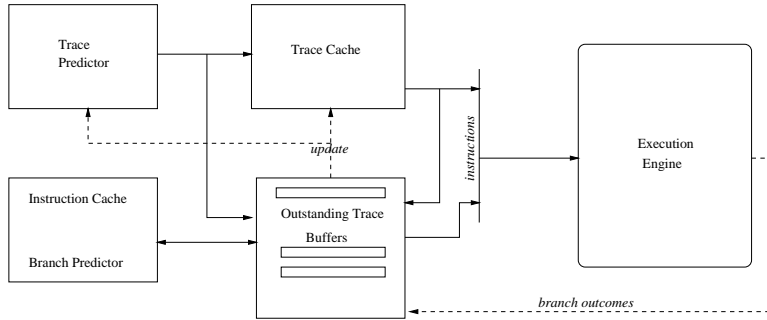 Trace
Predictor
Trace Cache
update
instructions
Execution
Engine
Instruction Cache
Branch Predictor
Outstanding Trace
Buffers
branch outcomes